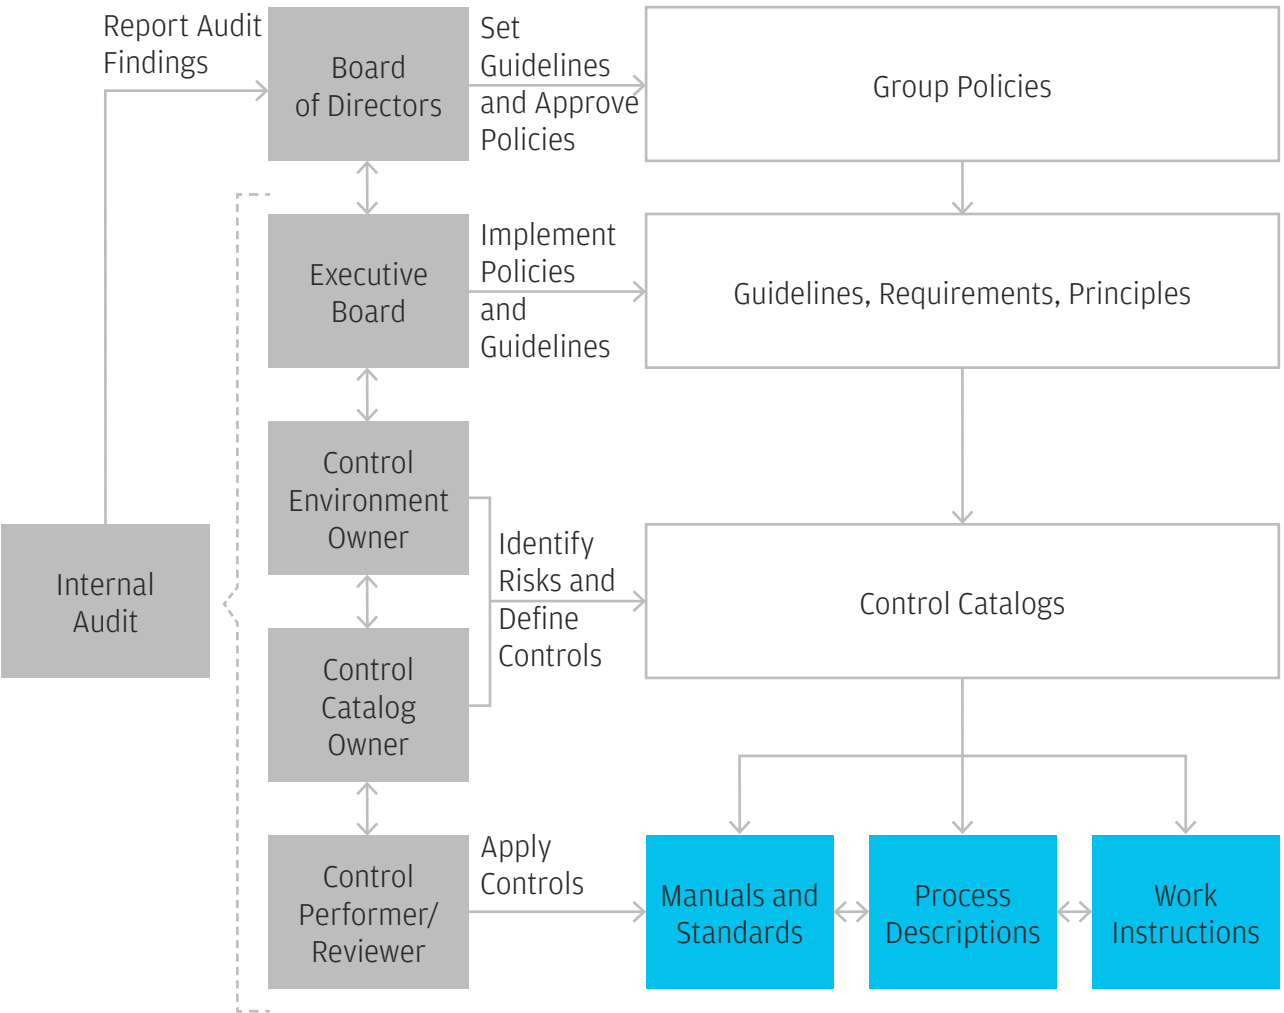 Report Audit
Findings
Board
of Directors
Set
Guidelines
and Approve
Policies
Group Policies
Executive
Board
Implement
Policies
and
Guidelines
Guidelines, Requirements, Principles
Control
Environment
Owner
Internal
Audit
Identify
Risks and
Define
Controls
Control Catalogs
Control
Catalog
Owner
Control
Performer/
Reviewer
Apply
Controls
Manuals and
Standards
Process
Descriptions
Work
Instructions